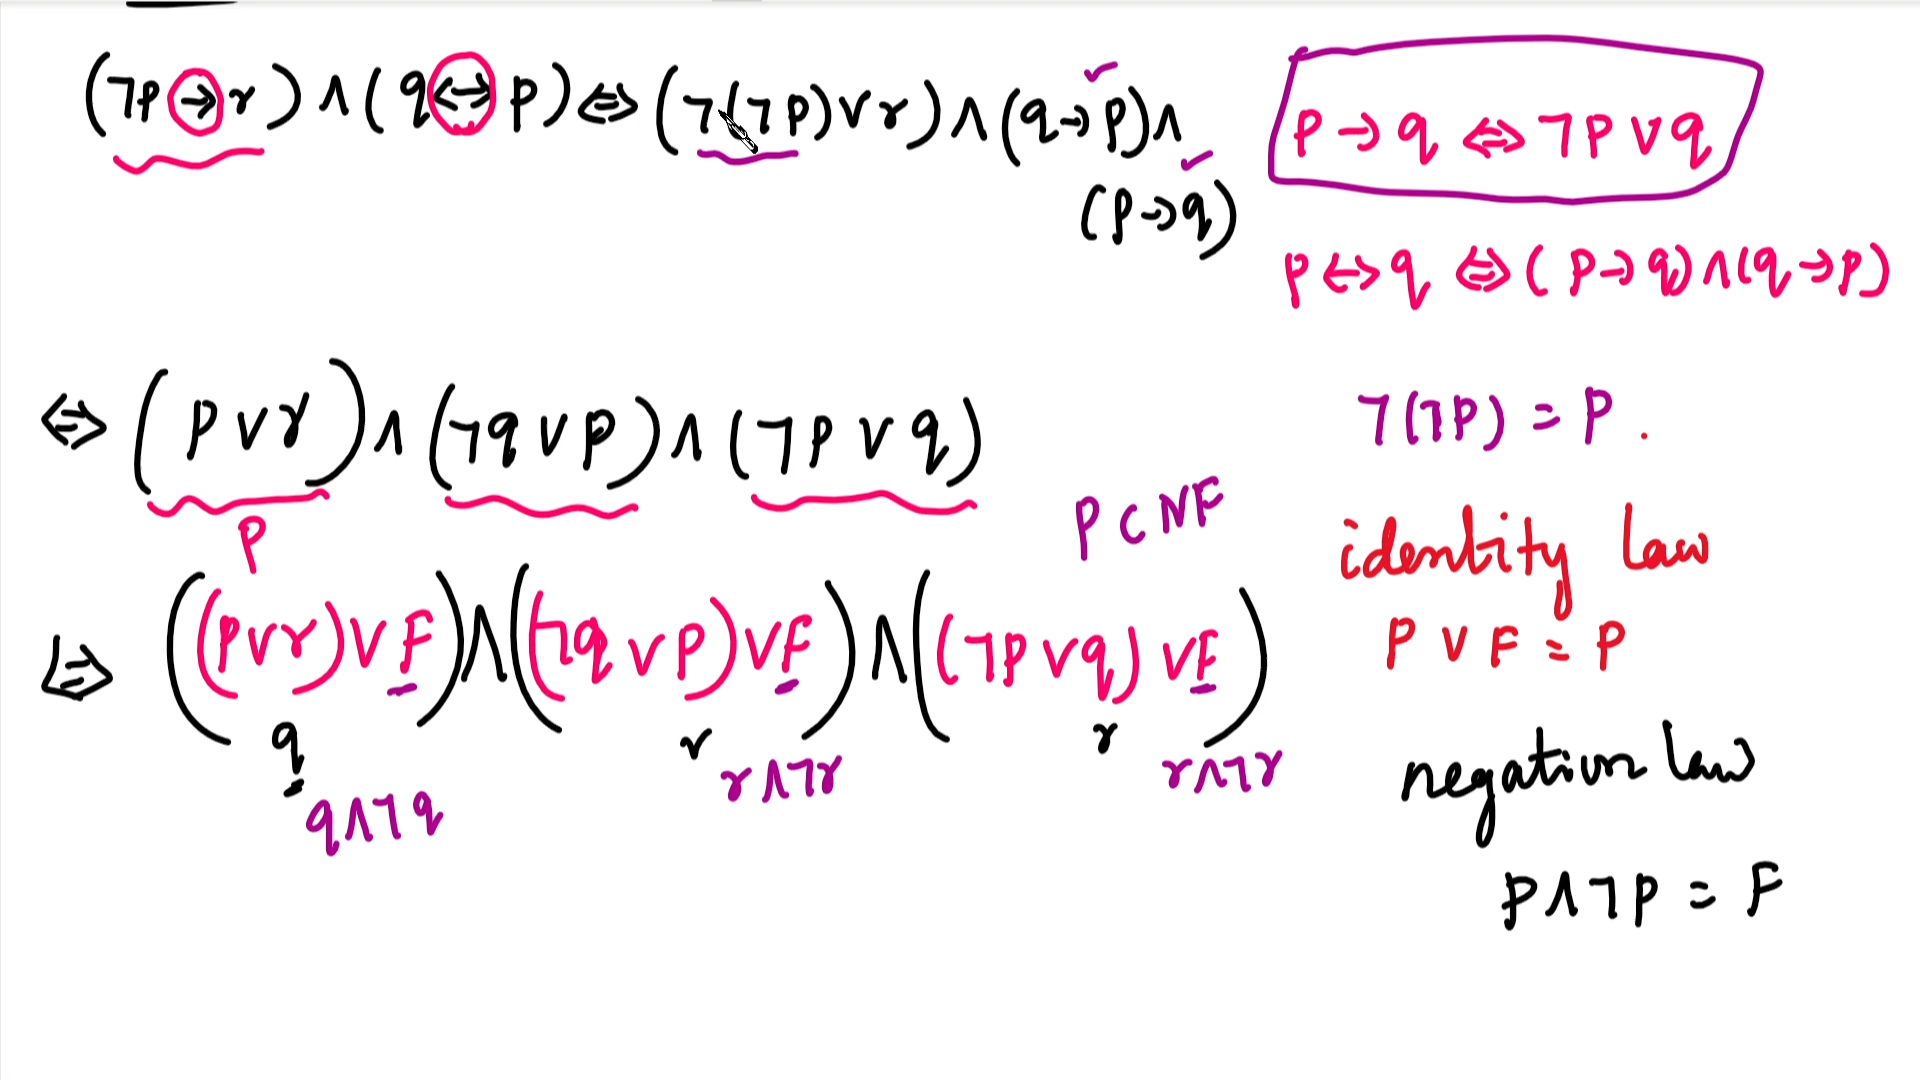 (¬p → r) ∧ (q ↔ p) ⇔ (¬(¬p) ∨ r) ∧ (q → p) ∧
(p → q)
p → q ⇔ ¬p ∨ q
p ↔ q ⇔ (p → q) ∧ (q → p)
⇔ (p ∨ r) ∧ (¬q ∨ p) ∧ (¬p ∨ q)
p
¬(¬p) = p.
PCNF
identity law
p ∨ F = p
⇔ ((p ∨ r) ∨ F) ∧ ((¬q ∨ p) ∨ F) ∧ ((¬p ∨ q) ∨ F)
q r r
q ∧ ¬q r ∧ ¬r r ∧ ¬r
negation law
p ∧ ¬p = F